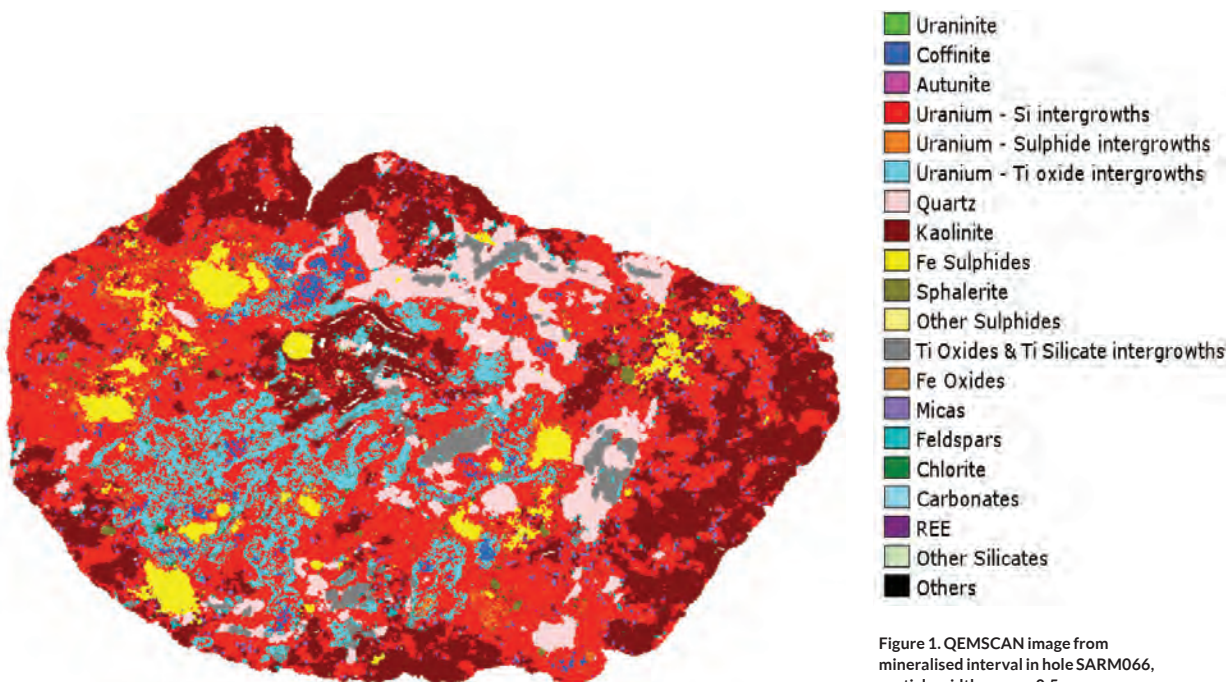 Uraninite
Coffinite
Autunite
Uranium - Si intergrowths
Uranium - Sulphide intergrowths
Uranium - Ti oxide intergrowths
Quartz
Kaolinite
Fe Sulphides
Sphalerite
Other Sulphides
Ti Oxides & Ti Silicate intergrowths
Fe Oxides
Micas
Feldspars
Chlorite
Carbonates
REE
Other Silicates
Others
Figure 1. QEMSCAN image from
mineralised interval in hole SARM066,